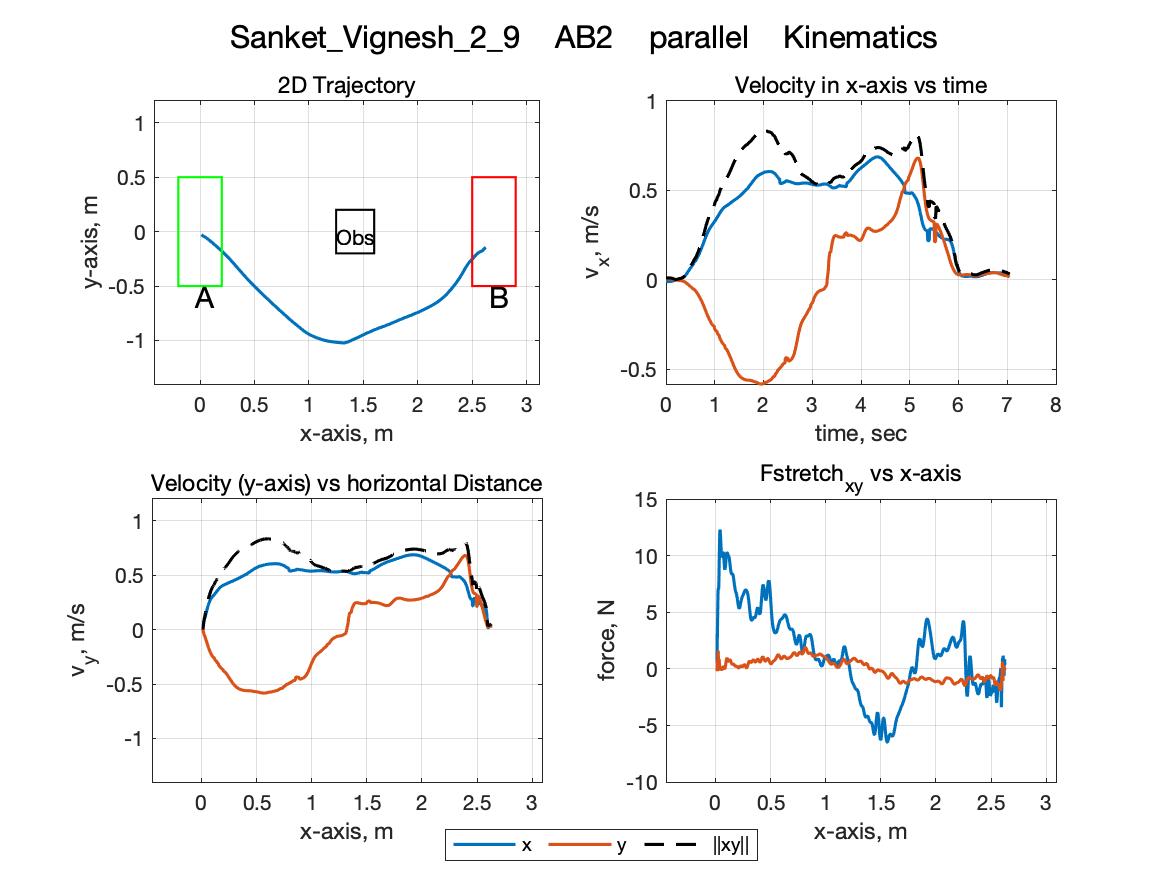 Sanket_Vignesh_2_9 AB2 parallel Kinematics
2D Trajectory
1
0.5
0
-0.5
-1
y-axis, m
Obs
A
B
0 0.5 1 1.5 2 2.5 3
x-axis, m
Velocity in x-axis vs time
1
0.5
0
-0.5
v_x, m/s
0 1 2 3 4 5 6 7 8
time, sec
Velocity (y-axis) vs horizontal Distance
1
0.5
0
-0.5
-1
v_y, m/s
0 0.5 1 1.5 2 2.5 3
x-axis, m
Fstretch_xy vs x-axis
15
10
5
0
-5
-10
force, N
0 0.5 1 1.5 2 2.5 3
x-axis, m
x y ||xy||